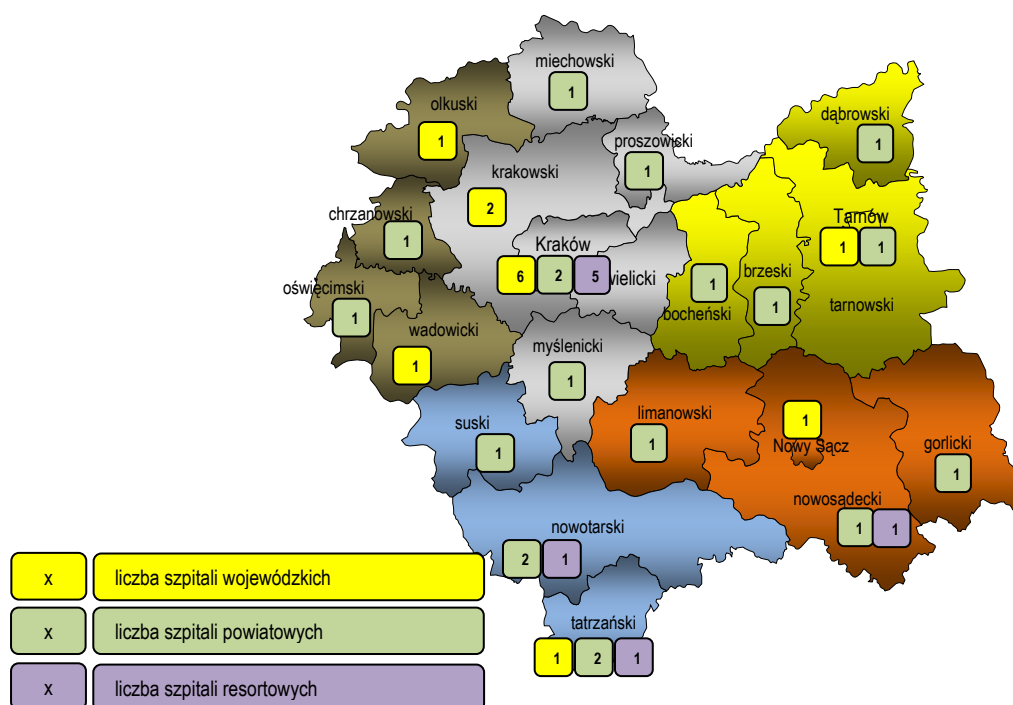 miechowski
1
olkuski
1
dąbrowski
1
proszowicki
1
krakowski
2
chrzanowski
1
Tarnów
1 1
Kraków
6 2 5
wielicki
brzeski
1
bocheński
1
tarnowski
oświęcimski
1
wadowicki
1
myślenicki
1
limanowski
1
1
Nowy Sącz
gorlicki
1
suski
1
nowosądecki
1 1
nowotarski
2 1
tatrzański
1 2 1
x liczba szpitali wojewódzkich
x liczba szpitali powiatowych
x liczba szpitali resortowych